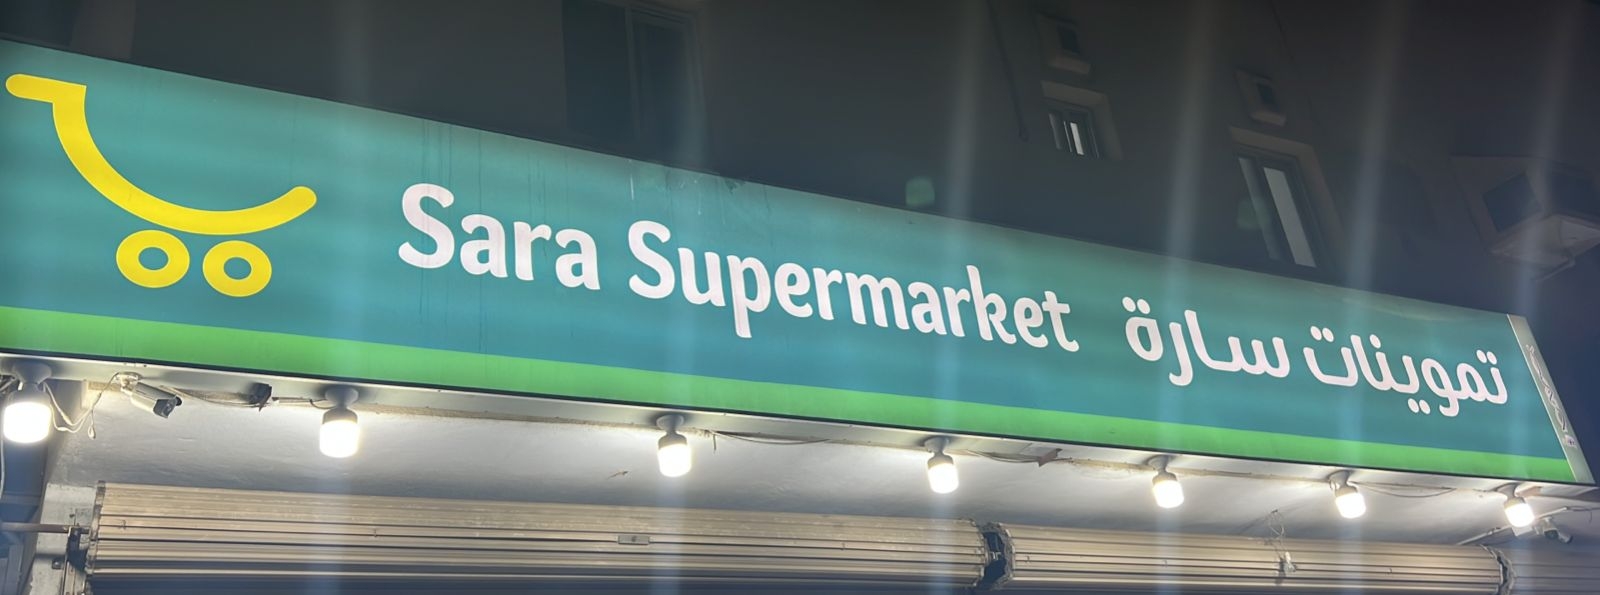 Sara Supermarket تموينات سارة